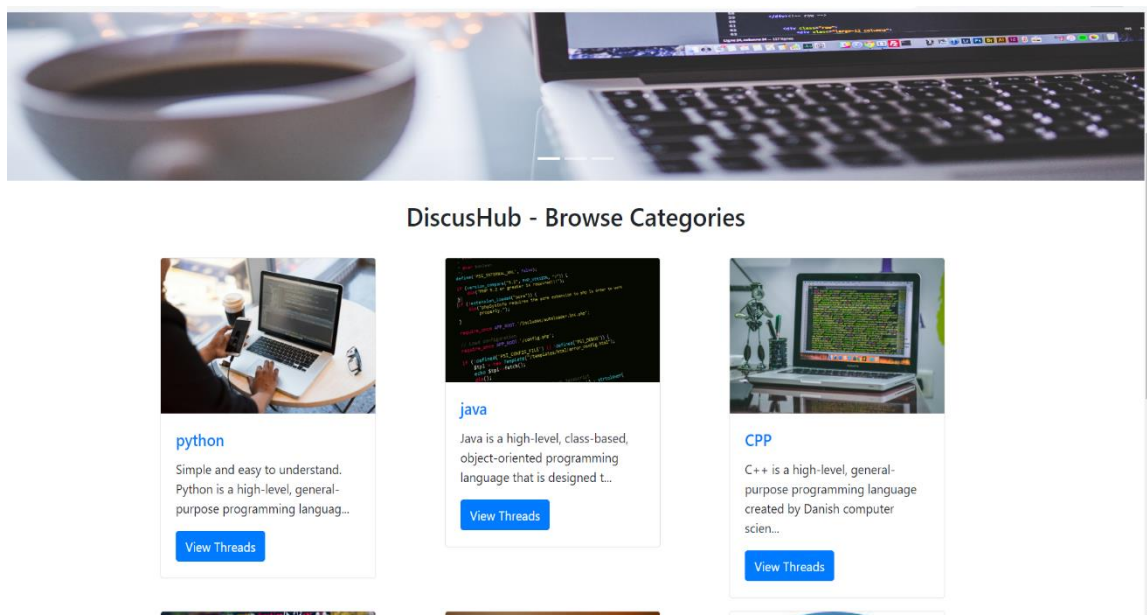 DiscusHub - Browse Categories
python
Simple and easy to understand.
Python is a high-level, general-
purpose programming languag...
View Threads
java
Java is a high-level, class-based,
object-oriented programming
language that is designed t...
View Threads
CPP
C++ is a high-level, general-
purpose programming language
created by Danish computer
scien...
View Threads